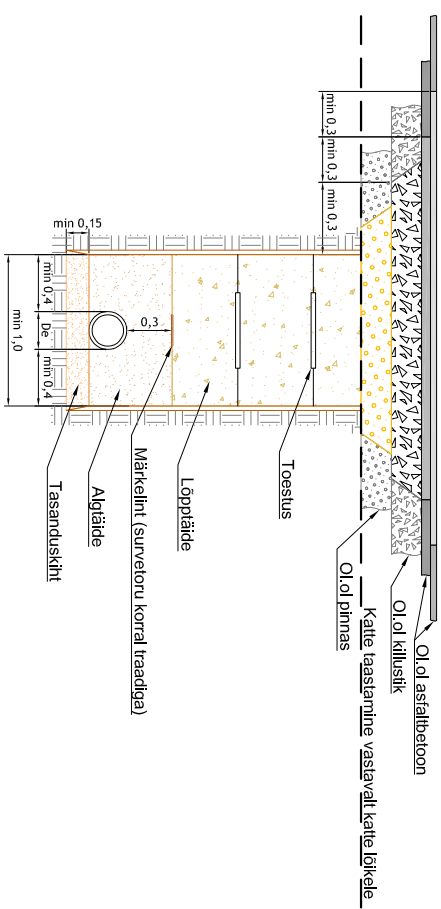 Ol.ol asfaltbetoon
Ol.ol killustik
Katte taastamine vastavalt katte lõikele
Ol.ol pinnas
min 0,3
min 0,3
min 0,3
Toestus
Lõpptäide
Märkelint (survetoru korral traadiga)
0,3
Algtäide
Tasanduskiht
min 0,15
min 0,4
De
min 0,4
min 1,0